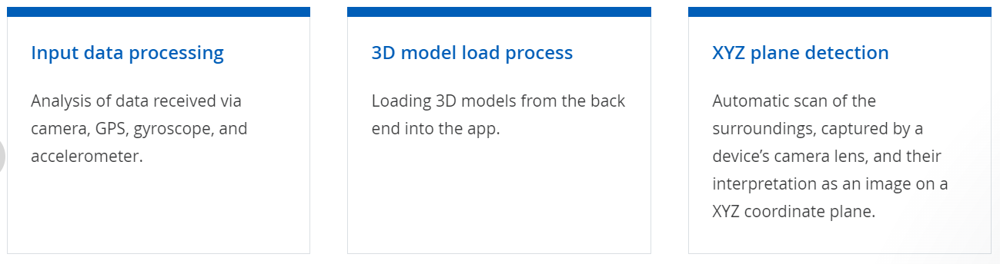 Input data processing
Analysis of data received via
camera, GPS, gyroscope, and
accelerometer.
3D model load process
Loading 3D models from the back
end into the app.
XYZ plane detection
Automatic scan of the
surroundings, captured by a
device’s camera lens, and their
interpretation as an image on a
XYZ coordinate plane.